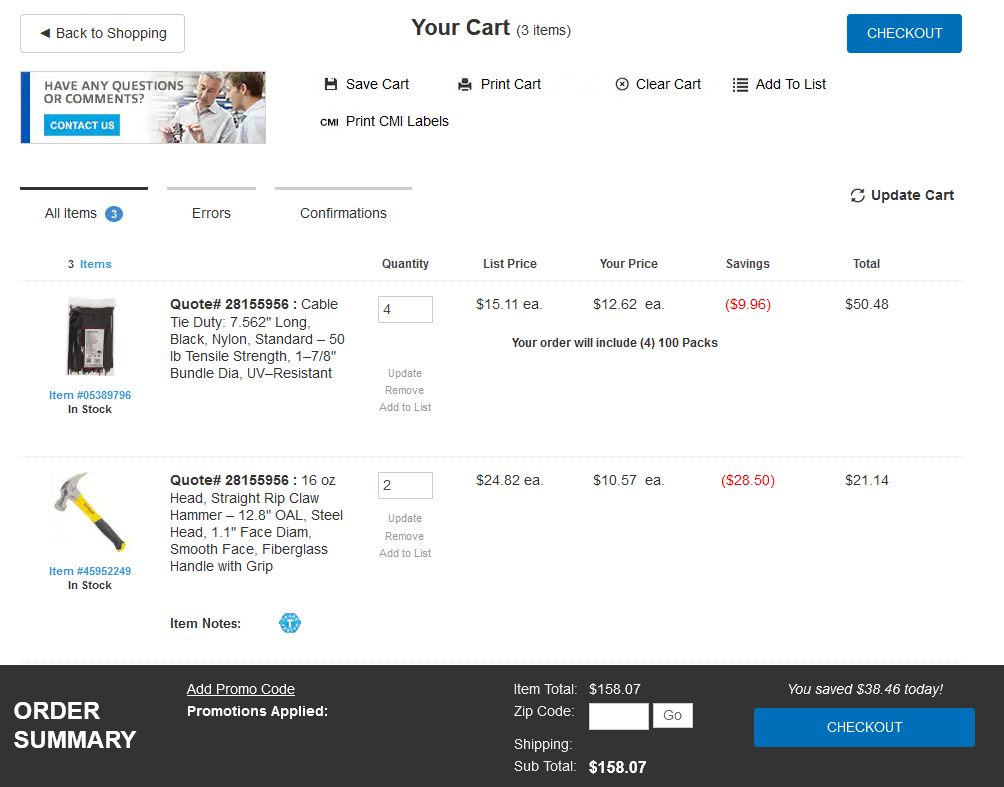 ◄ Back to Shopping
Your Cart (3 items)
CHECKOUT
HAVE ANY QUESTIONS
OR COMMENTS?
CONTACT US
Save Cart
Print Cart
Clear Cart
Add To List
CMI Print CMI Labels
All Items 3
Errors
Confirmations
Update Cart
3 Items
Quantity
List Price
Your Price
Savings
Total
Quote# 28155956 : Cable
Tie Duty: 7.562" Long,
Black, Nylon, Standard – 50
lb Tensile Strength, 1–7/8"
Bundle Dia, UV–Resistant
Item #05389796
In Stock
4
Update
Remove
Add to List
$15.11 ea.
$12.62 ea.
($9.96)
$50.48
Your order will include (4) 100 Packs
Quote# 28155956 : 16 oz
Head, Straight Rip Claw
Hammer – 12.8" OAL, Steel
Head, 1.1" Face Diam,
Smooth Face, Fiberglass
Handle with Grip
Item #45952249
In Stock
2
Update
Remove
Add to List
$24.82 ea.
$10.57 ea.
($28.50)
$21.14
Item Notes:
T
ORDER
SUMMARY
Add Promo Code
Promotions Applied:
Item Total: $158.07
Zip Code:
Go
Shipping:
Sub Total: $158.07
You saved $38.46 today!
CHECKOUT